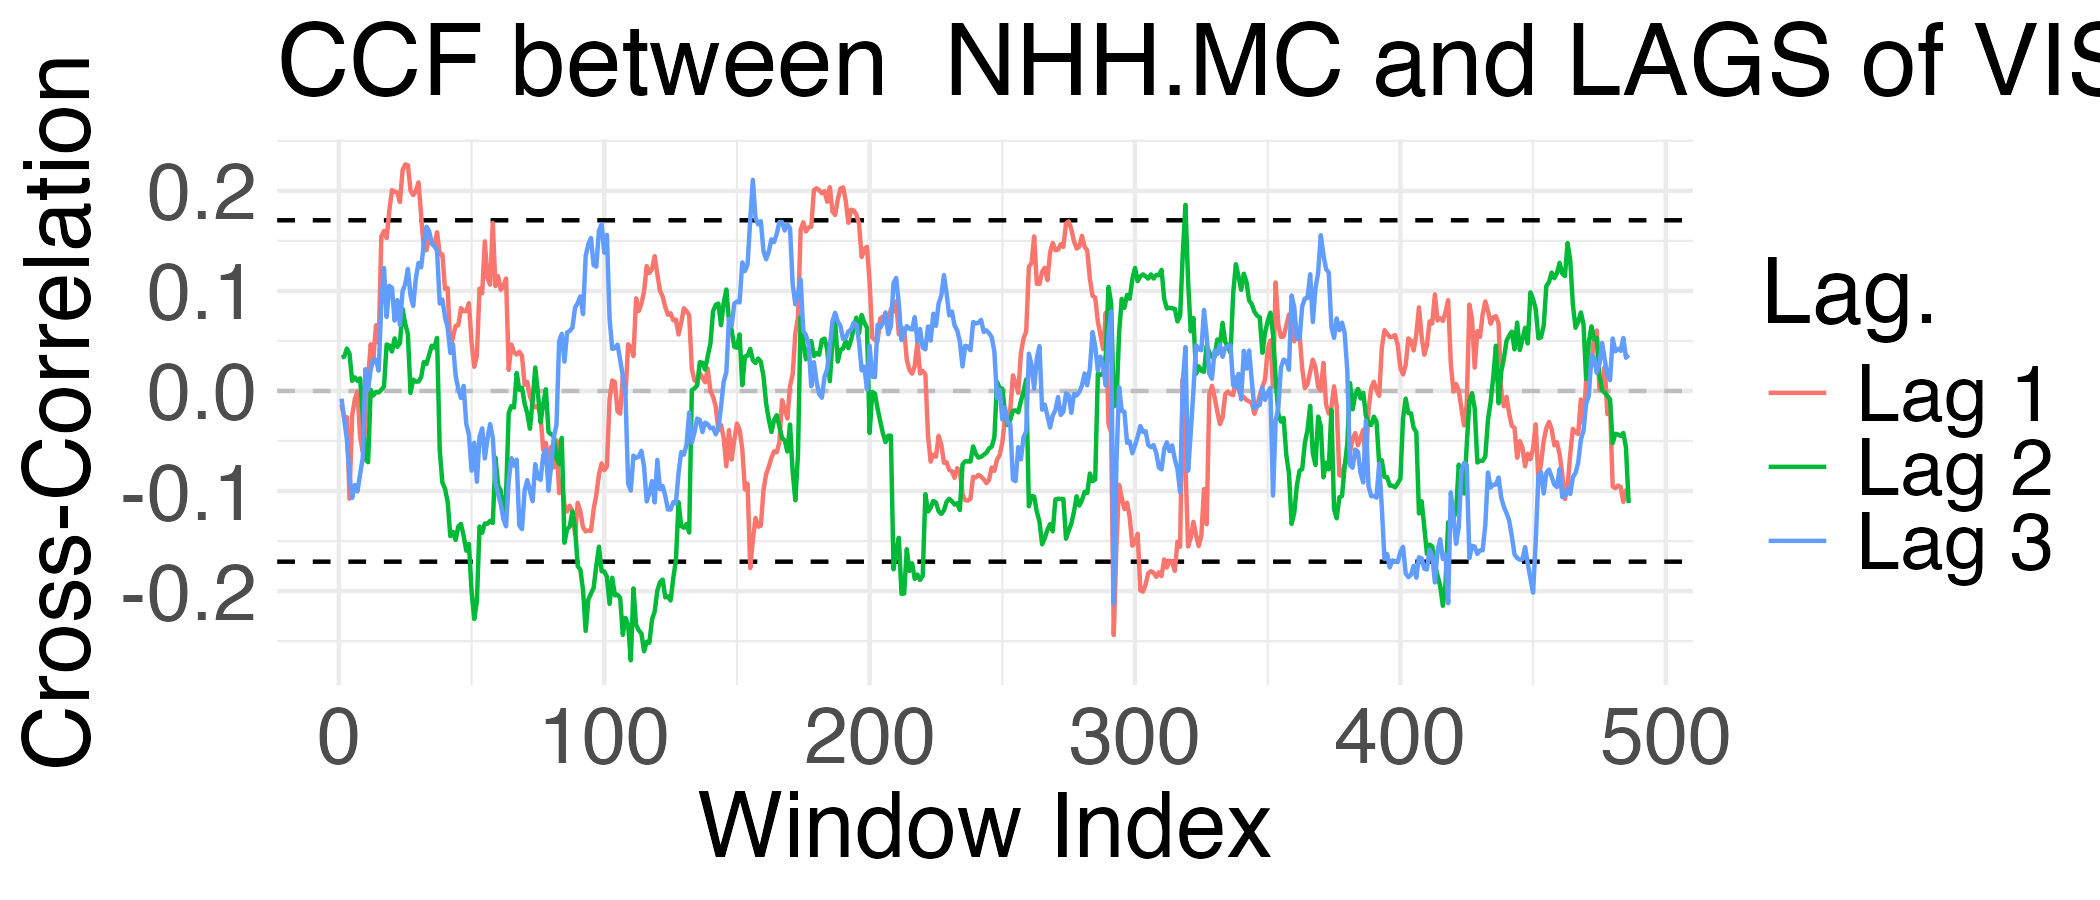 CCF between  NHH.MC and LAGS of VIS
Cross-Correlation
0.2
0.1
0.0
-0.1
-0.2
0 100 200 300 400 500
Window Index
Lag.
Lag 1
Lag 2
Lag 3